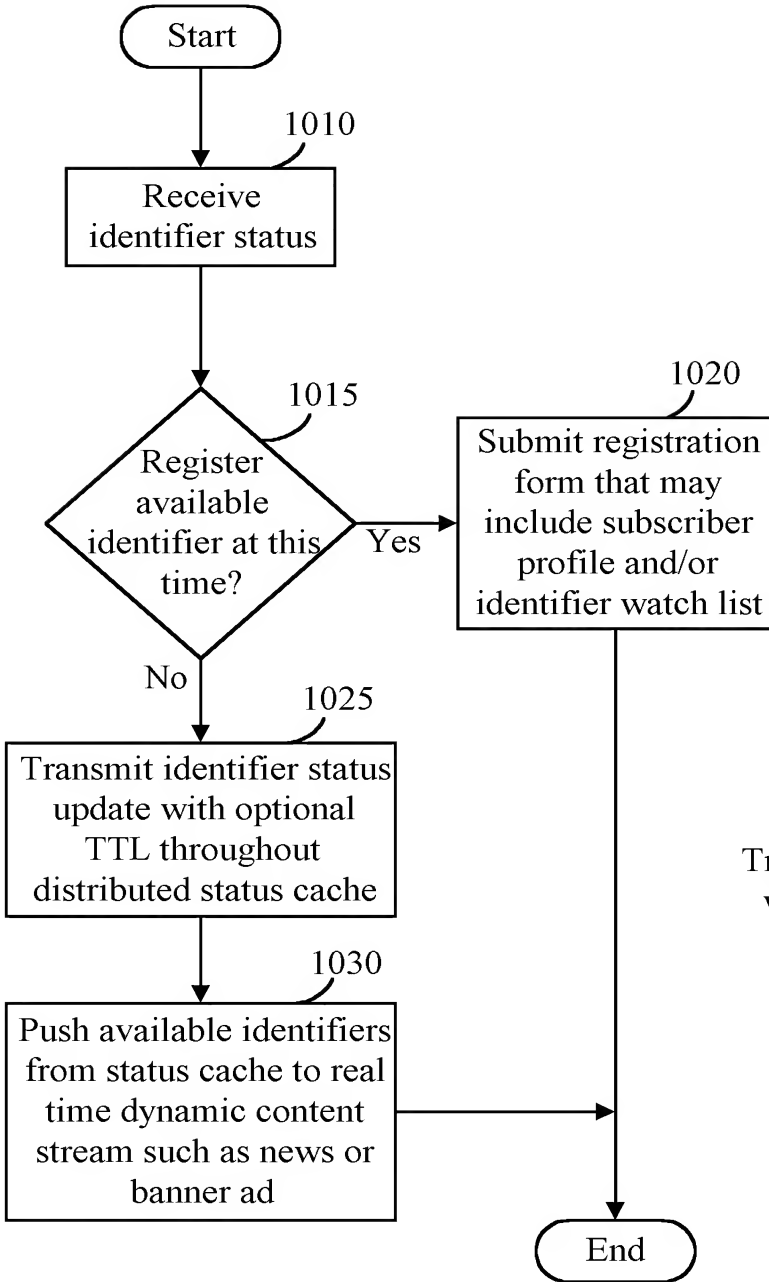 Start
1010
Receive
identifier status
1015
Register
available
identifier at this
time?
Yes
No
1020
Submit registration
form that may
include subscriber
profile and/or
identifier watch list
1025
Transmit identifier status
update with optional
TTL throughout
distributed status cache
1030
Push available identifiers
from status cache to real
time dynamic content
stream such as news or
banner ad
End